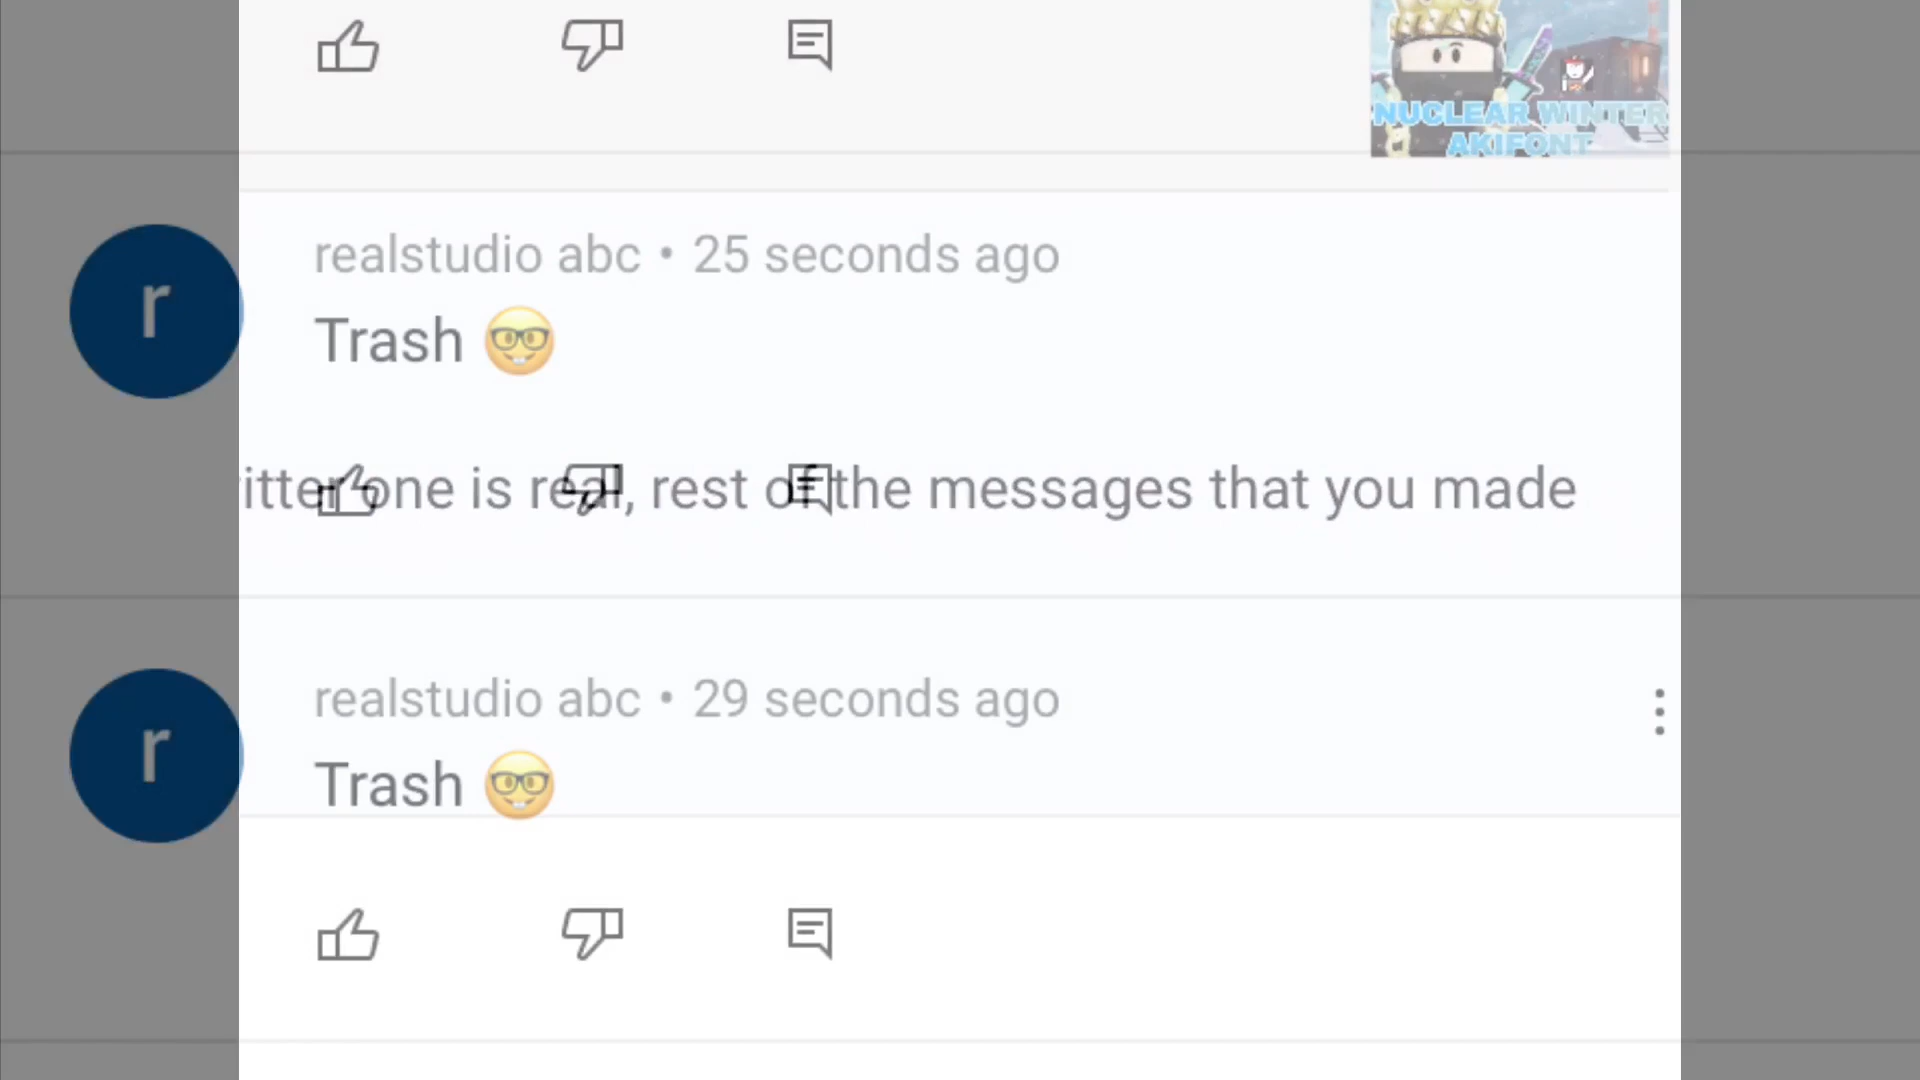 NUCLEAR WINTER
AKIFONT
r
realstudio abc • 25 seconds ago
Trash 🤓
itter one is real, rest of the messages that you made
r
realstudio abc • 29 seconds ago
Trash 🤓